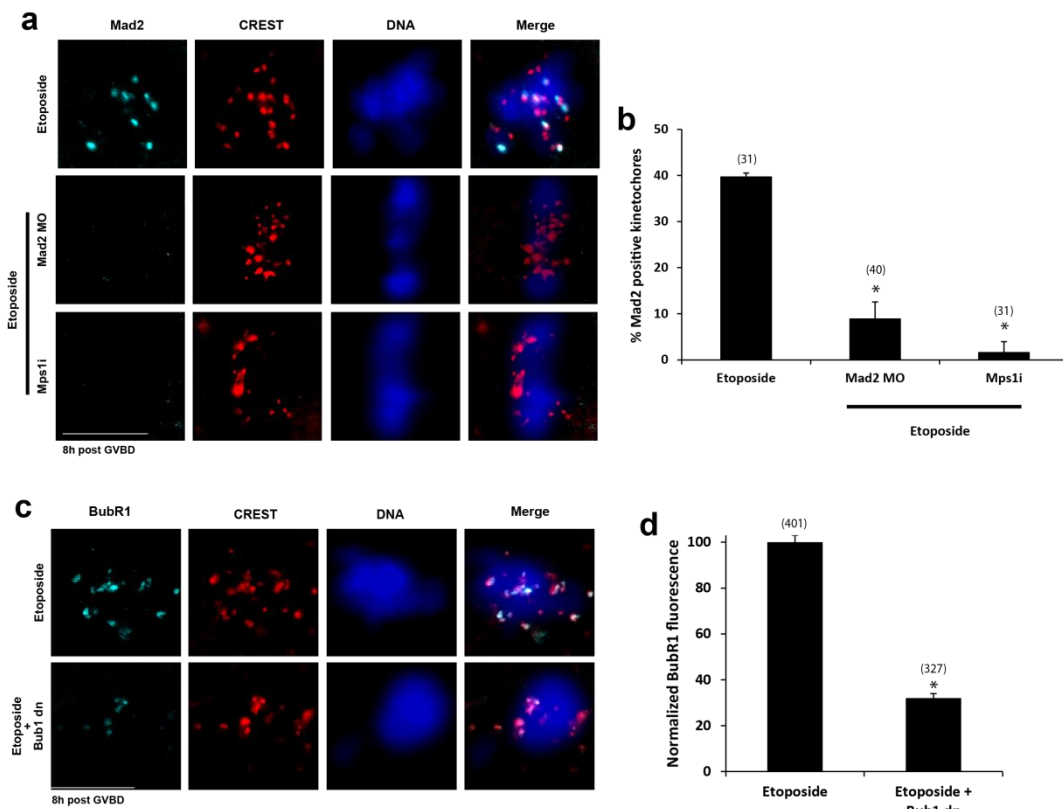 a
Mad2 CREST DNA Merge
Etoposide
Etoposide
Mad2 MO
Mps1i
8h post GVBD
b
% Mad2 positive kinetochores
50
40
30
20
10
0
(31)
(40)
*
(31)
*
Etoposide Mad2 MO Mps1i
Etoposide
c
BubR1 CREST DNA Merge
Etoposide
Etoposide
+
Bub1 dn
8h post GVBD
d
Normalized BubR1 fluorescence
100
80
60
40
20
0
(401)
(327)
*
Etoposide Etoposide +
Bub1 dn